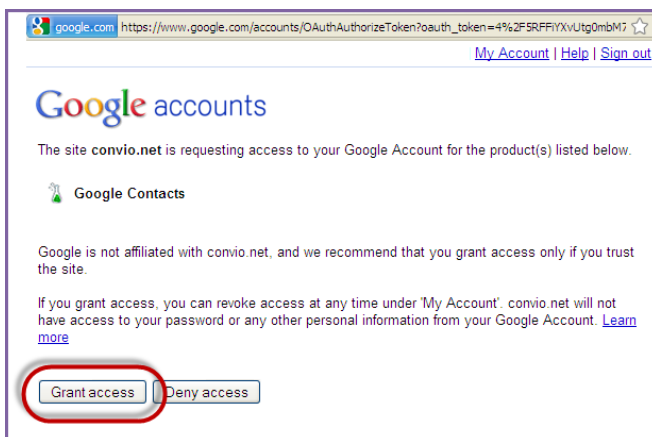 google.com https://www.google.com/accounts/OAuthAuthorizeToken?oauth_token=4%2F5RFFiYXvUtg0mbM7
My Account | Help | Sign out
Google accounts
The site convio.net is requesting access to your Google Account for the product(s) listed below.
Google Contacts
Google is not affiliated with convio.net, and we recommend that you grant access only if you trust
the site.
If you grant access, you can revoke access at any time under 'My Account'. convio.net will not
have access to your password or any other personal information from your Google Account. Learn
more
Grant access Deny access